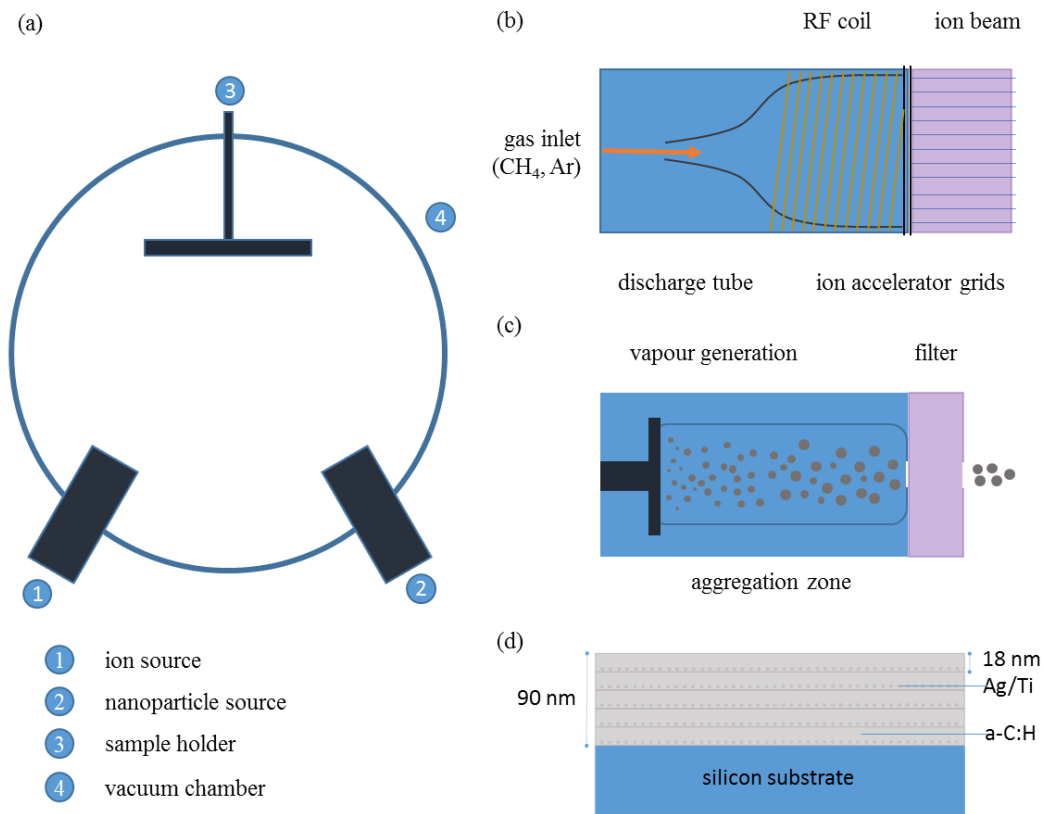 (a)
3
4
1
2
1 ion source
2 nanoparticle source
3 sample holder
4 vacuum chamber
(b)
RF coil
ion beam
gas inlet
(CH₄, Ar)
discharge tube
ion accelerator grids
(c)
vapour generation
filter
aggregation zone
(d)
18 nm
90 nm
Ag/Ti
a-C:H
silicon substrate